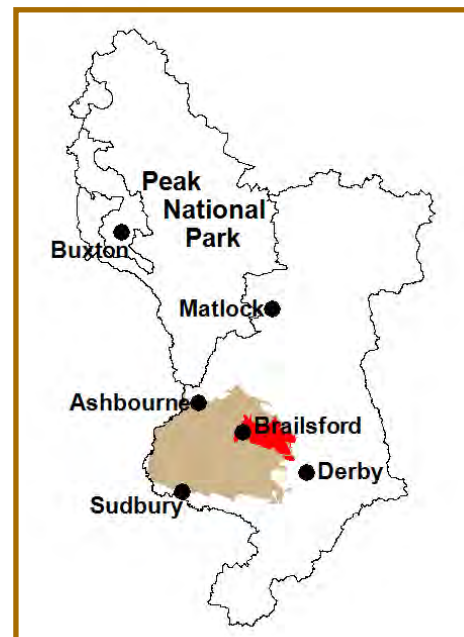 Peak
National
Park
Buxton
Matlock
Ashbourne
Brailsford
Derby
Sudbury